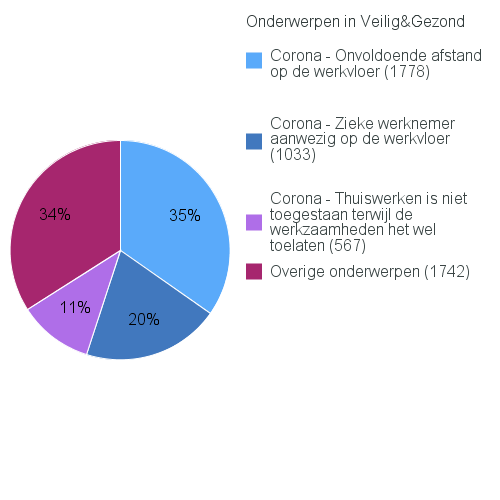 Onderwerpen in Veilig&Gezond
Corona - Onvoldoende afstand
op de werkvloer (1778)
Corona - Zieke werknemer
aanwezig op de werkvloer
(1033)
Corona - Thuiswerken is niet
toegestaan terwijl de
werkzaamheden het wel
toelaten (567)
Overige onderwerpen (1742)
34%
35%
11%
20%